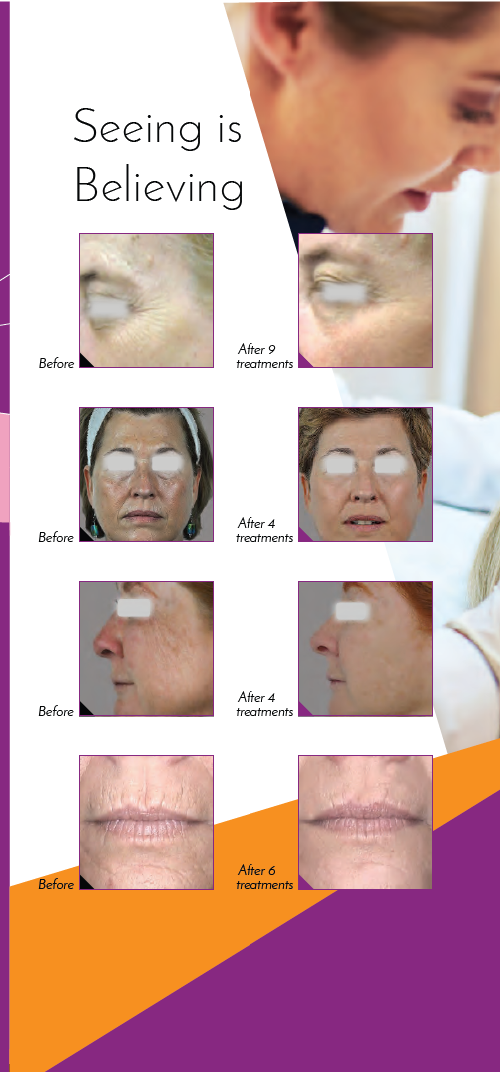 Seeing is
Believing
Before
After 9
treatments
Before
After 4
treatments
Before
After 4
treatments
Before
After 6
treatments